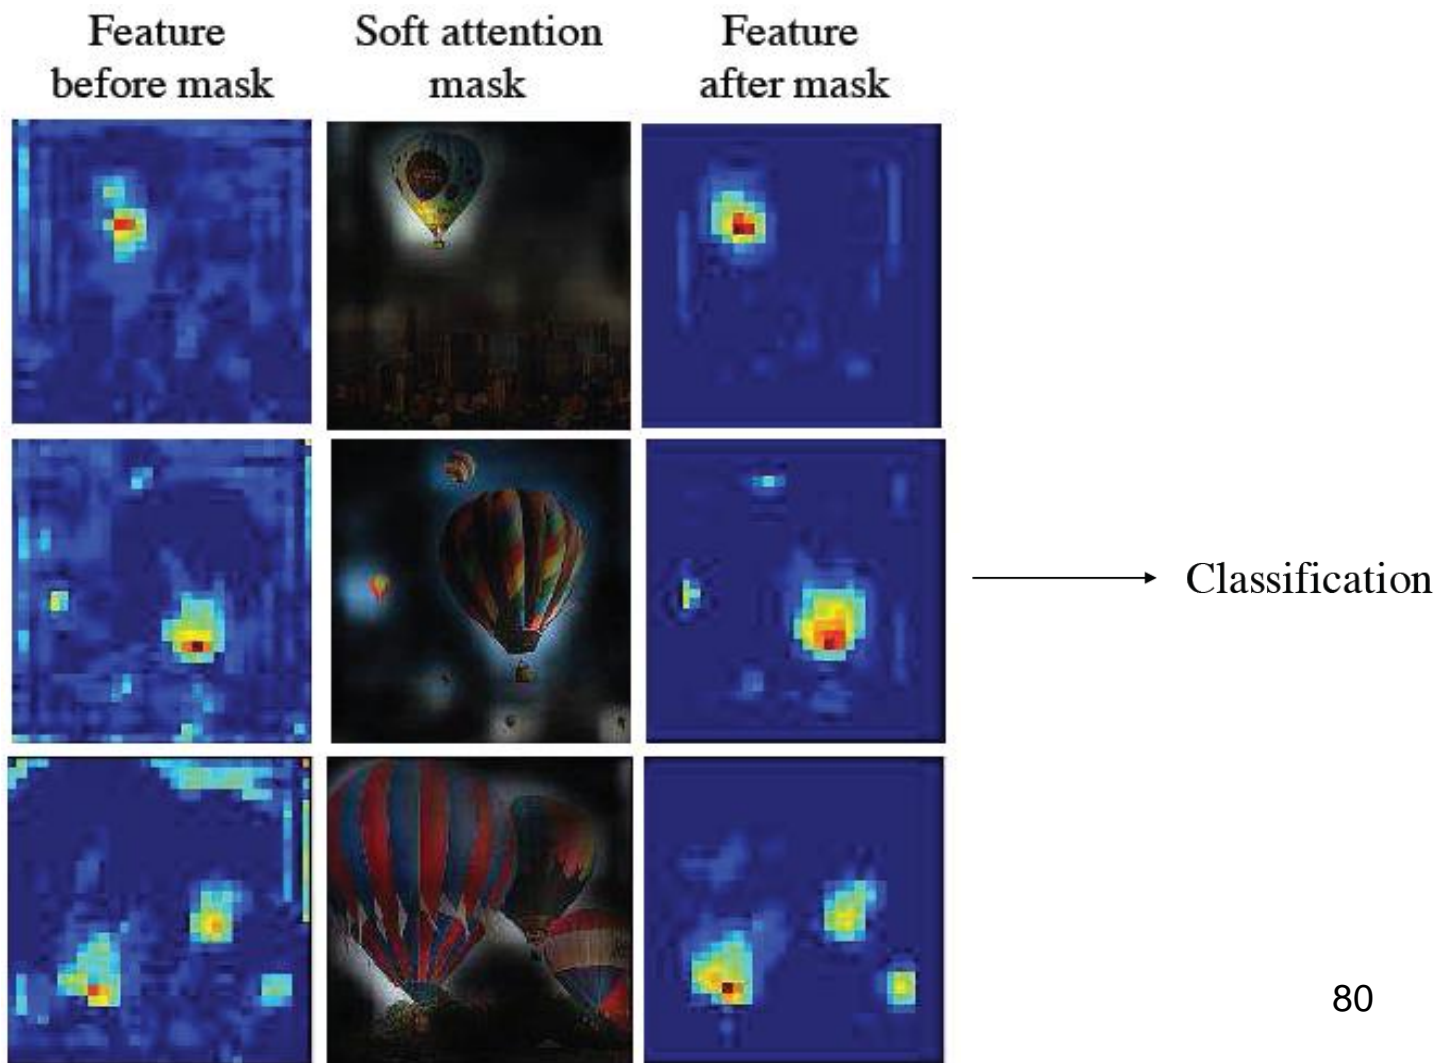 Feature
before mask
Soft attention
mask
Feature
after mask
Classification
80